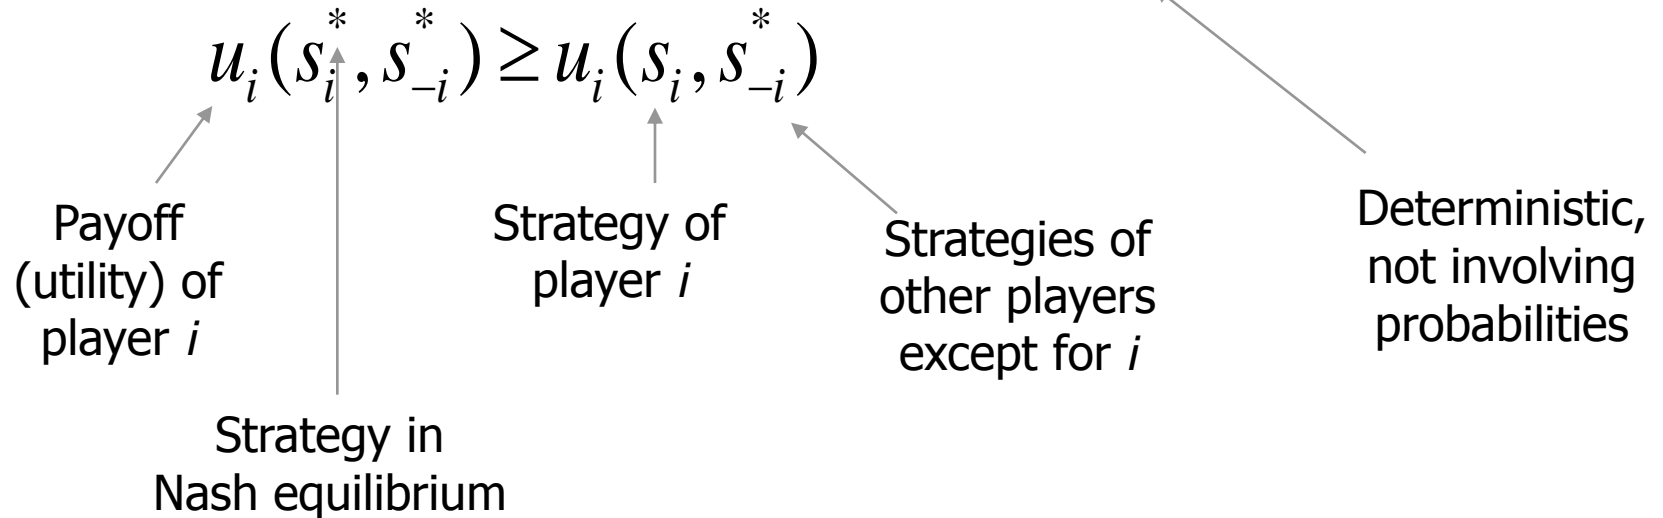 u_i(s_i^*, s_{-i}^*) ≥ u_i(s_i, s_{-i}^*)
Payoff
(utility) of
player i
Strategy of
player i
Strategies of
other players
except for i
Deterministic,
not involving
probabilities
Strategy in
Nash equilibrium